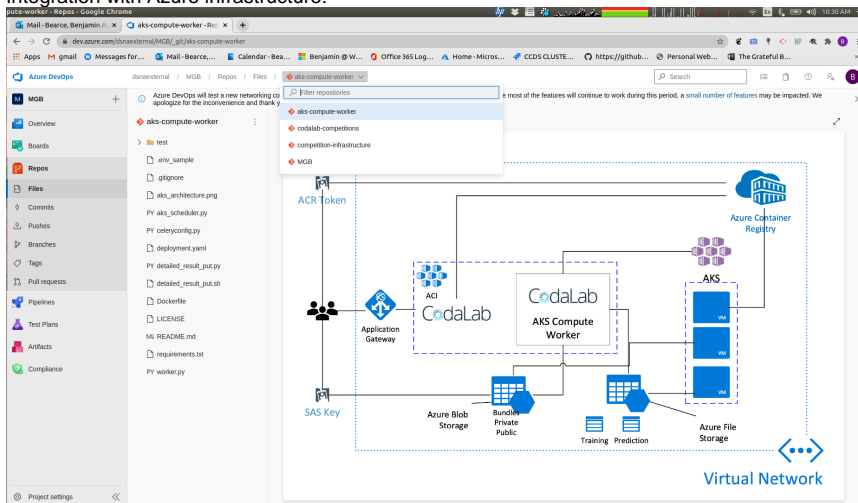 integration with Azure infrastructure.
pute-worker - Repos - Google Chrome
En
10:30 AM
Mail - Bearce, Benjamin A
aks-compute-worker - Rep
dev.azure.com/dsnaexternal/MGB/_git/aks-compute-worker
Apps
gmail
Messages for...
Mail - Bearce,...
Calendar - Bea...
Benjamin @ W...
Office 365 Log...
Home - Micros...
CCDS CLUSTE...
https://github...
Personal Web...
The Grateful B...
Azure DevOps
dsnaexternal / MGB / Repos / Files / aks-compute-worker
Search
B
M MGB
Azure DevOps will test a new networking co
e most of the features will continue to work during this period, a small number of features may be impacted. We
apologize for the inconvenience and thank y
Filter repositories
aks-compute-worker
codalab-competitions
competition-infrastructure
MGB
Overview
Boards
Repos
Files
Commits
Pushes
Branches
Tags
Pull requests
Pipelines
Test Plans
Artifacts
Compliance
Project settings
aks-compute-worker
test
.env_sample
.gitignore
aks_architecture.png
PY aks_scheduler.py
PY celeryconfig.py
deployment.yaml
PY detailed_result_put.py
detailed_result_put.sh
Dockerfile
LICENSE
Mł README.md
requirements.txt
PY worker.py
ACR Token
Azure Container
Registry
ACI
CodaLab
Application
Gateway
CodaLab
AKS Compute
Worker
AKS
VM
VM
VM
SAS Key
Azure Blob
Storage
Bundles
Private
Public
Training
Prediction
Azure File
Storage
Virtual Network